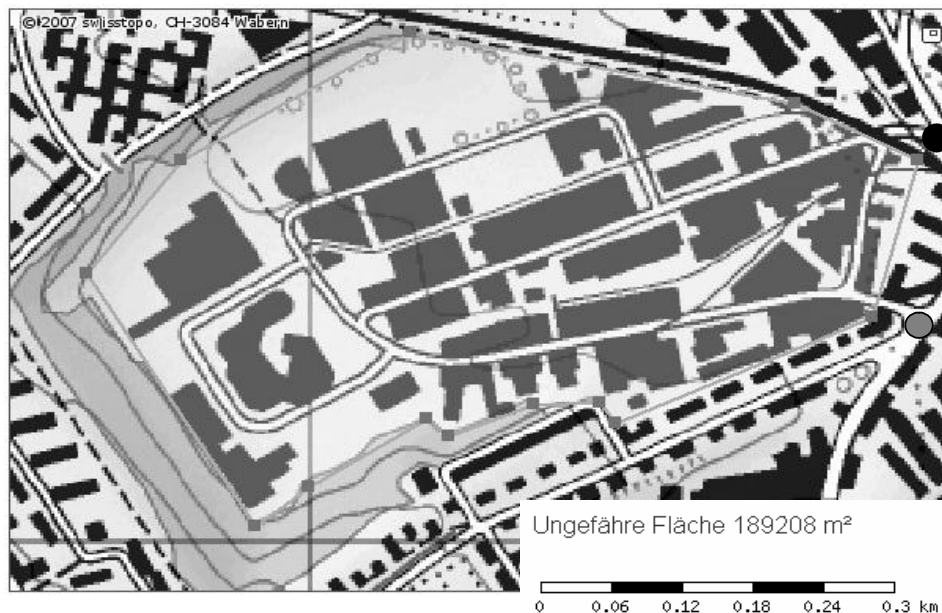 © 2007 swisstopo, CH-3084 Wabern
Ungefähre Fläche 189208 m²
0 0.06 0.12 0.18 0.24 0.3 km